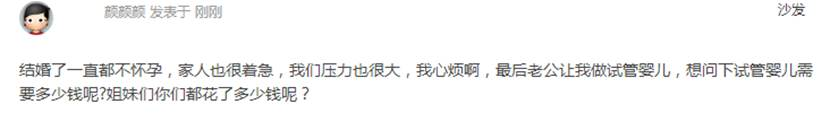 颜颜颜 发表于 刚刚
沙发
结婚了一直都不怀孕，家人也很着急，我们压力也很大，我心烦啊，最后老公让我做试管婴儿，想问下试管婴儿需
要多少钱呢?姐妹们你们都花了多少钱呢？